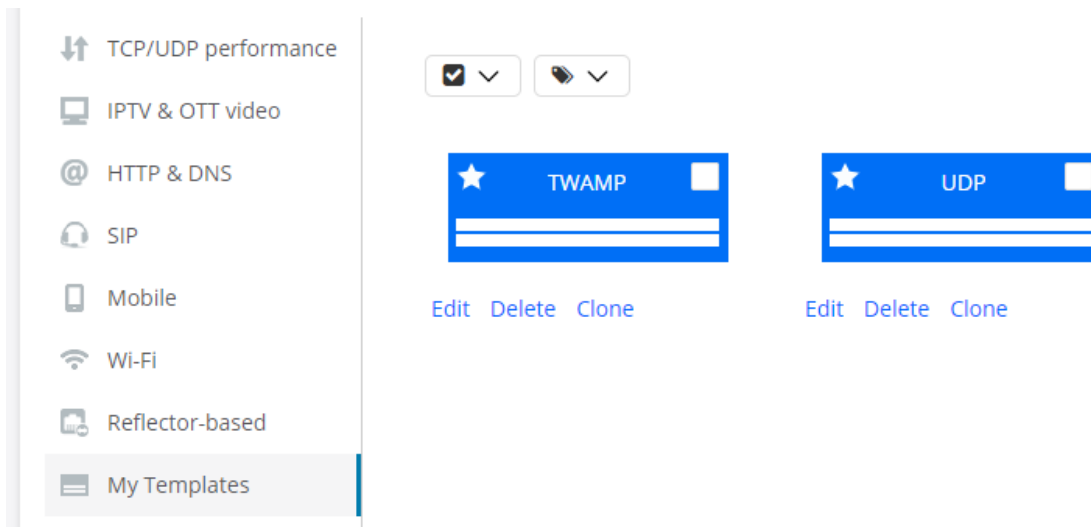 TCP/UDP performance
IPTV & OTT video
HTTP & DNS
SIP
Mobile
Wi-Fi
Reflector-based
My Templates
TWAMP
Edit Delete Clone
UDP
Edit Delete Clone